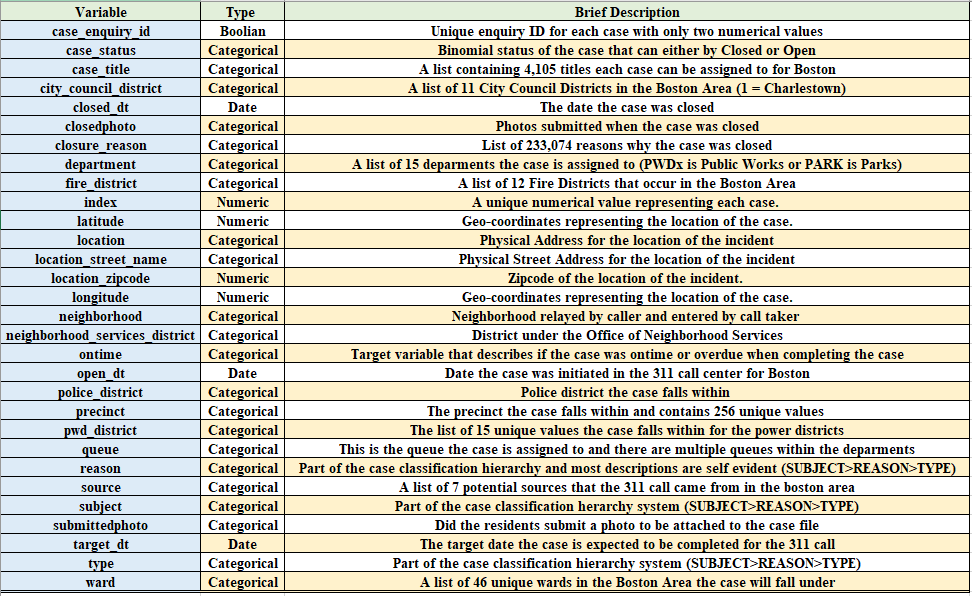 Variable Type Brief Description
case_enquiry_id Boolian Unique enquiry ID for each case with only two numerical values
case_status Categorical Binomial status of the case that can either by Closed or Open
case_title Categorical A list containing 4,105 titles each case can be assigned to for Boston
city_council_district Categorical A list of 11 City Council Districts in the Boston Area (1 = Charlestown)
closed_dt Date The date the case was closed
closedphoto Categorical Photos submitted when the case was closed
closure_reason Categorical List of 233,074 reasons why the case was closed
department Categorical A list of 15 deparments the case is assigned to (PWDx is Public Works or PARK is Parks)
fire_district Categorical A list of 12 Fire Districts that occur in the Boston Area
index Numeric A unique numerical value representing each case.
latitude Numeric Geo-coordinates representing the location of the case.
location Categorical Physical Address for the location of the incident
location_street_name Categorical Physical Street Address for the location of the incident
location_zipcode Numeric Zipcode of the location of the incident.
longitude Numeric Geo-coordinates representing the location of the case.
neighborhood Categorical Neighborhood relayed by caller and entered by call taker
neighborhood_services_district Categorical District under the Office of Neighborhood Services
ontime Categorical Target variable that describes if the case was ontime or overdue when completing the case
open_dt Date Date the case was initiated in the 311 call center for Boston
police_district Categorical Police district the case falls within
precinct Categorical The precinct the case falls within and contains 256 unique values
pwd_district Categorical The list of 15 unique values the case falls within for the power districts
queue Categorical This is the queue the case is assigned to and there are multiple queues within the deparments
reason Categorical Part of the case classification hierarchy and most descriptions are self evident (SUBJECT>REASON>TYPE)
source Categorical A list of 7 potential sources that the 311 call came from in the boston area
subject Categorical Part of the case classification herarchy system (SUBJECT>REASON>TYPE)
submittedphoto Categorical Did the residents submit a photo to be attached to the case file
target_dt Date The target date the case is expected to be completed for the 311 call
type Categorical Part of the case classification hierarchy system (SUBJECT>REASON>TYPE)
ward Categorical A list of 46 unique wards in the Boston Area the case will fall under